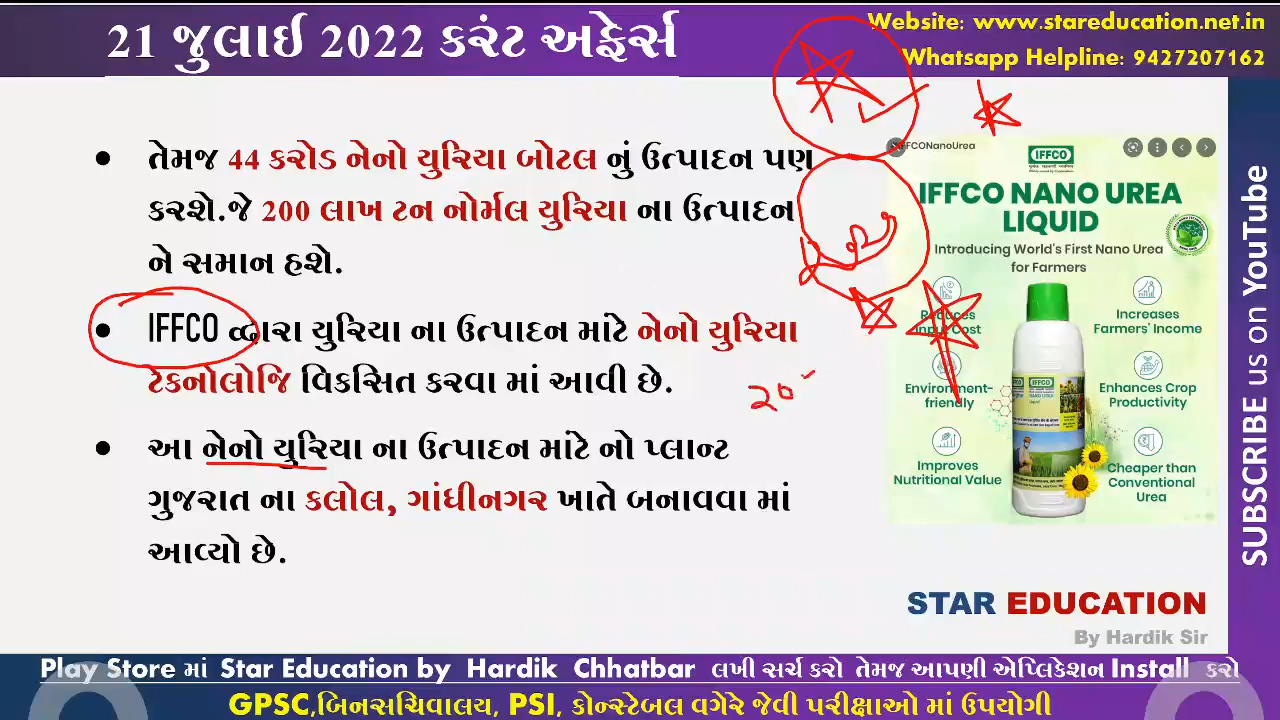 21 જુલાઈ 2022 કરંટ અફેર્સ
Website: www.stareducation.net.in
Whatsapp Helpline: 9427207162
તેમજ 44 કરોડ નેનો યુરિયા બોટલ નું ઉત્પાદન પણ
કરશે.જે 200 લાખ ટન નોર્મલ યુરિયા ના ઉત્પાદન
ને સમાન હશે.
IFFCO દ્વારા યુરિયા ના ઉત્પાદન માંટે નેનો યુરિયા
ટેકનોલોજિ વિકસિત કરવા માં આવી છે.
આ નેનો યુરિયા ના ઉત્પાદન માંટે નો પ્લાન્ટ
ગુજરાત ના કલોલ, ગાંધીનગર ખાતે બનાવવા માં
આવ્યો છે.
IFFCO
IFFCO NANO UREA
LIQUID
Introducing World's First Nano Urea
for Farmers
Reduces
Input Cost
Increases
Farmers' Income
Environment-
friendly
Enhances Crop
Productivity
Improves
Nutritional Value
Cheaper than
Conventional
Urea
IFFCO
NANO UREA
STAR EDUCATION
By Hardik Sir
SUBSCRIBE us on YouTube
Play Store માં Star Education by Hardik Chhatbar લખી સર્ચ કરો તેમજ આપણી એપ્લિકેશન Install કરો
GPSC,બિનસચિવાલય, PSI, કોન્સ્ટેબલ વગેરે જેવી પરીક્ષાઓ માં ઉપયોગી